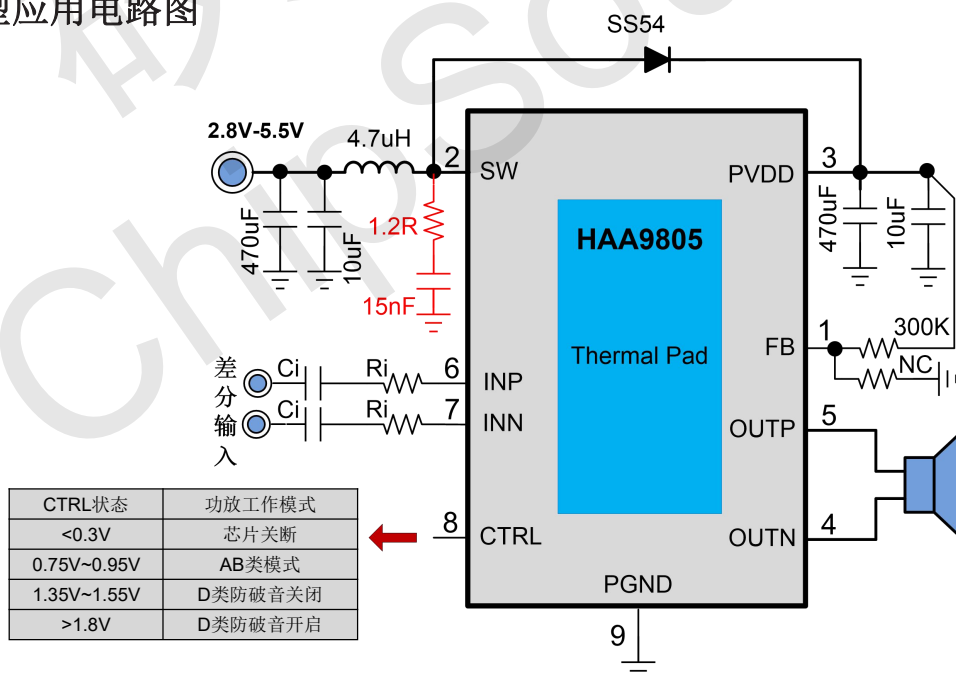 型应用电路图
SS54
2.8V-5.5V
4.7uH
2
SW
PVDD
3
470uF
10uF
1.2R
15nF
HAA9805
Thermal Pad
470uF
10uF
FB
1
300K
NC
差分输入
Ci
Ri
6
INP
Ci
Ri
7
INN
OUTP
5
CTRL状态 功放工作模式
<0.3V 芯片关断
0.75V~0.95V AB类模式
1.35V~1.55V D类防破音关闭
>1.8V D类防破音开启
8
CTRL
OUTN
4
PGND
9